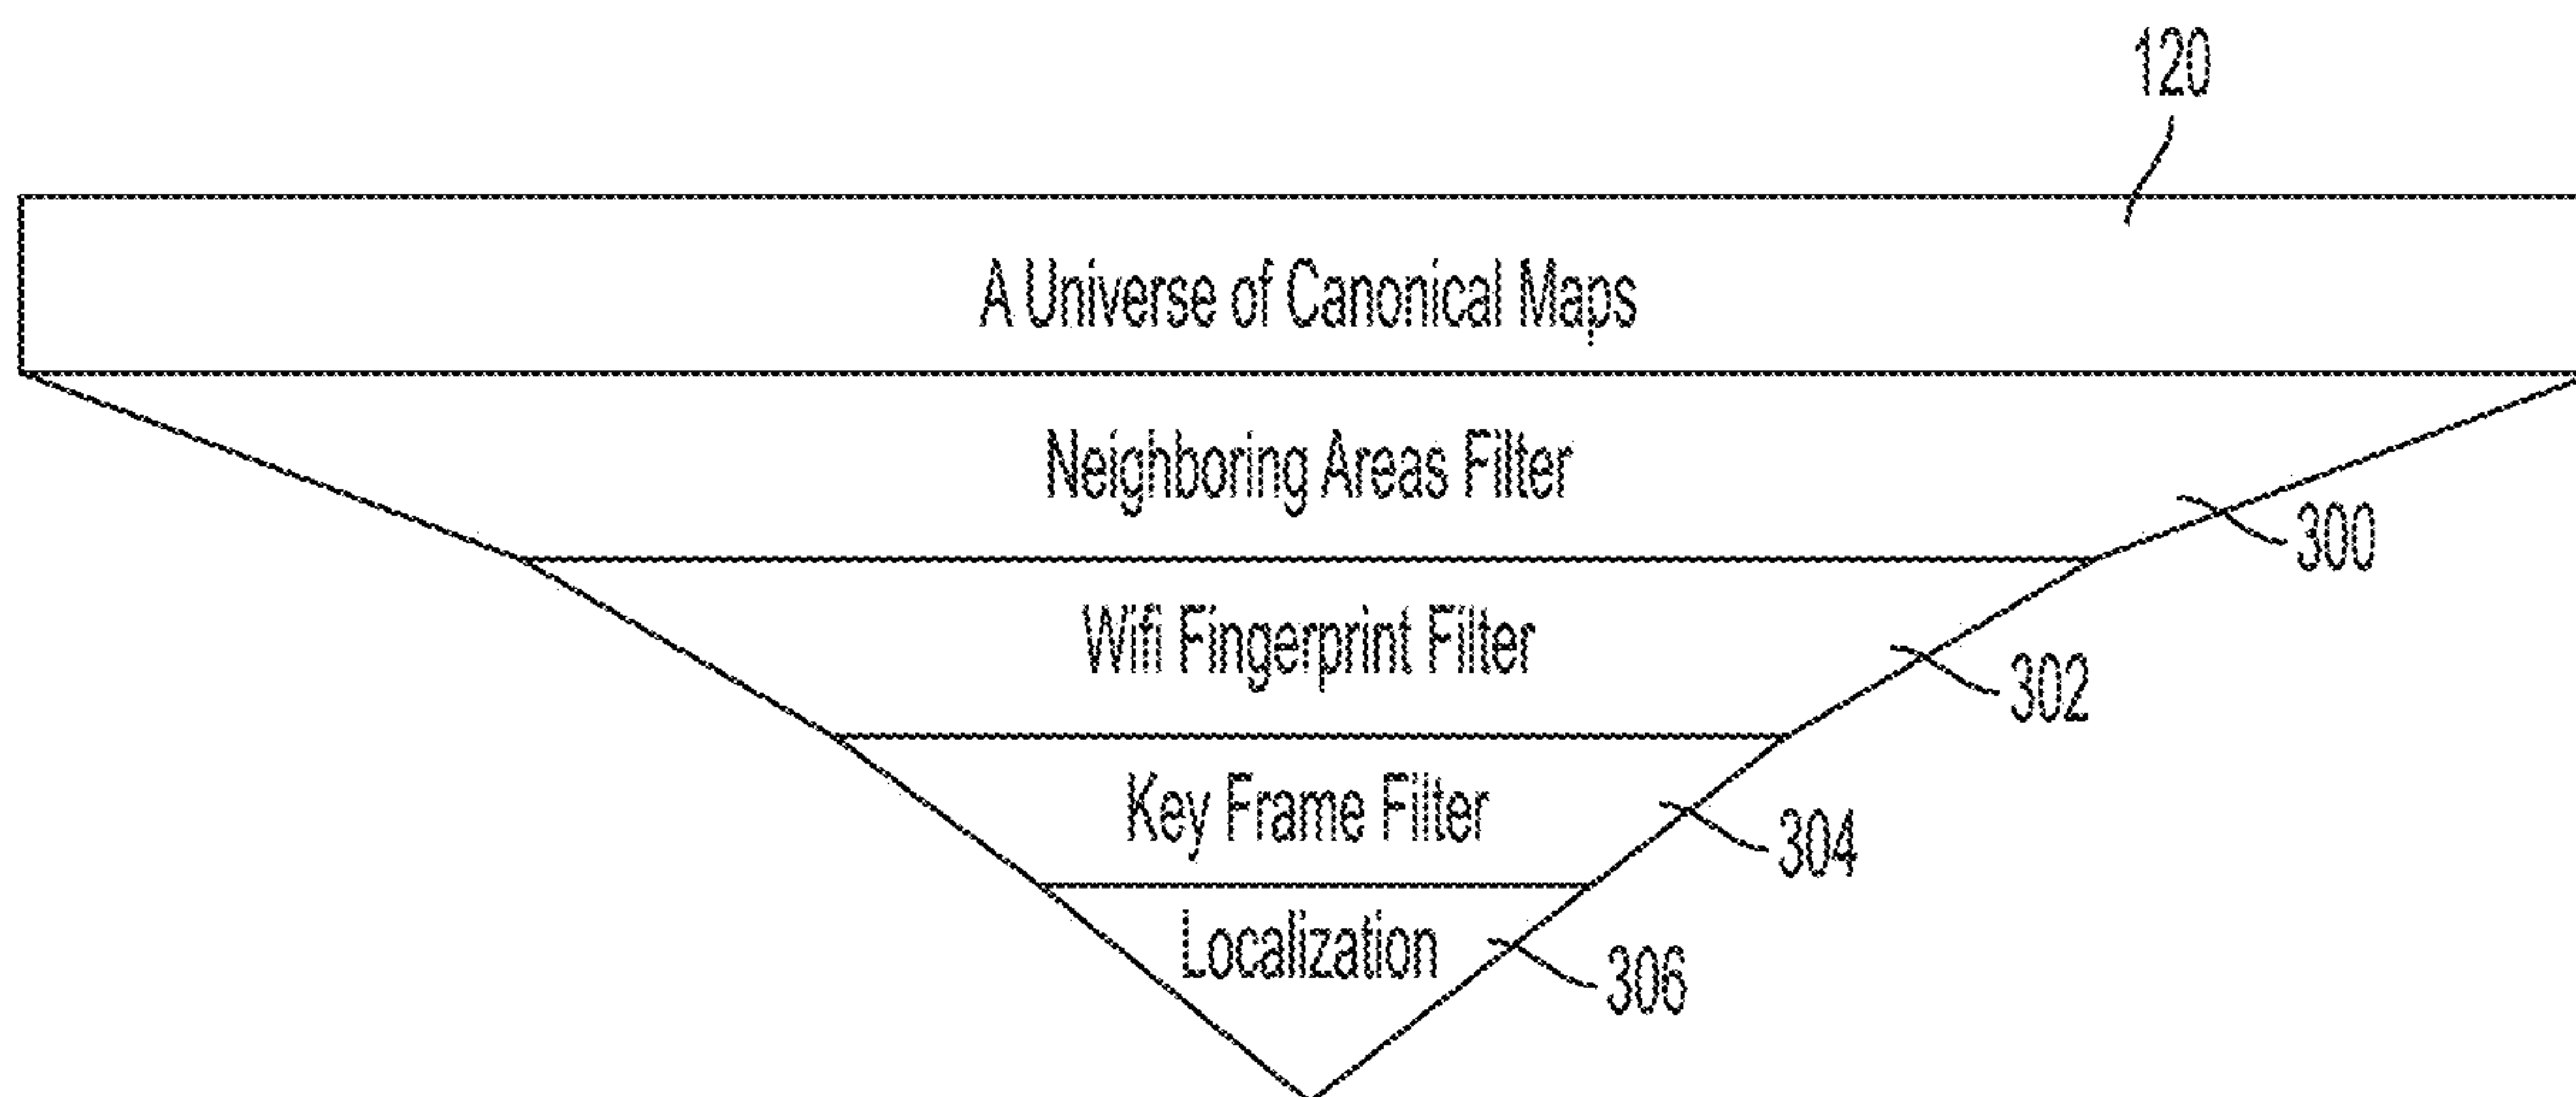 120
A Universe of Canonical Maps
Neighboring Areas Filter
300
Wifi Fingerprint Filter
302
Key Frame Filter
304
Localization
306